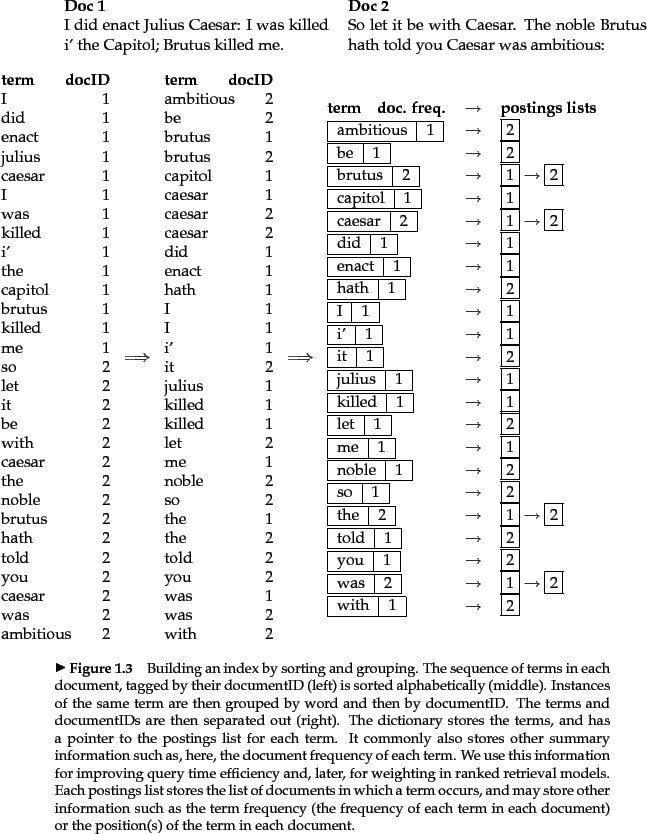 Doc 1
I did enact Julius Caesar: I was killed
i’ the Capitol; Brutus killed me.
Doc 2
So let it be with Caesar. The noble Brutus
hath told you Caesar was ambitious:
term docID
I 1
did 1
enact 1
julius 1
caesar 1
I 1
was 1
killed 1
i’ 1
the 1
capitol 1
brutus 1
killed 1
me 1
so 2
let 2
it 2
be 2
with 2
caesar 2
the 2
noble 2
brutus 2
hath 2
told 2
you 2
caesar 2
was 2
ambitious 2
⟹
term docID
ambitious 2
be 2
brutus 1
brutus 2
capitol 1
caesar 1
caesar 2
caesar 2
did 1
enact 1
hath 1
I 1
I 1
i’ 1
it 2
julius 1
killed 1
killed 1
let 2
me 1
noble 2
so 2
the 1
the 2
told 2
you 2
was 1
was 2
with 2
⟹
term doc. freq. → postings lists
ambitious 1 → 2
be 1 → 2
brutus 2 → 1 → 2
capitol 1 → 1
caesar 2 → 1 → 2
did 1 → 1
enact 1 → 1
hath 1 → 2
I 1 → 1
i’ 1 → 1
it 1 → 2
julius 1 → 1
killed 1 → 1
let 1 → 2
me 1 → 1
noble 1 → 2
so 1 → 2
the 2 → 1 → 2
told 1 → 2
you 1 → 2
was 2 → 1 → 2
with 1 → 2
▶ Figure 1.3 Building an index by sorting and grouping. The sequence of terms in each
document, tagged by their documentID (left) is sorted alphabetically (middle). Instances
of the same term are then grouped by word and then by documentID. The terms and
documentIDs are then separated out (right). The dictionary stores the terms, and has
a pointer to the postings list for each term. It commonly also stores other summary
information such as, here, the document frequency of each term. We use this information
for improving query time efficiency and, later, for weighting in ranked retrieval models.
Each postings list stores the list of documents in which a term occurs, and may store other
information such as the term frequency (the frequency of each term in each document)
or the position(s) of the term in each document.